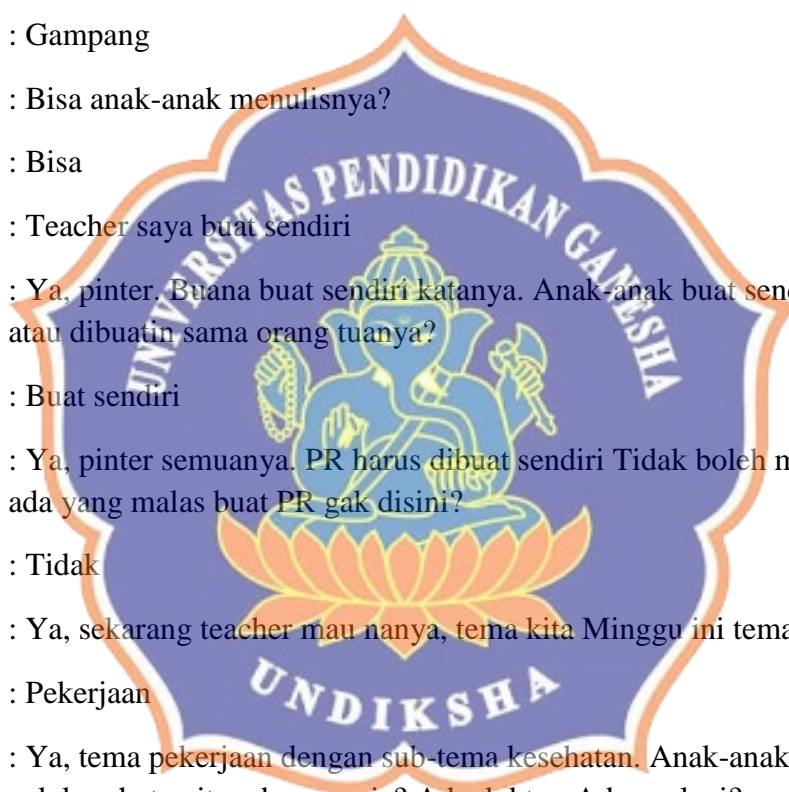 : Gampang
: Bisa anak-anak menulisnya?
: Bisa
: Teacher saya buat sendiri
: Ya, pinter. Buana buat sendiri katanya. Anak-anak buat
atau dibuatin sama orang tuanya?
: Buat sendiri
: Ya, pinter semuanya. PR harus dibuat sendiri Tidak boleh
ada yang malas buat PR gak disini?
: Tidak
: Ya, sekarang teacher mau nanya, tema kita Minggu ini tema
: Pekerjaan
: Ya, tema pekerjaan dengan sub-tema kesehatan. Anak-anak
UNIVERSITAS PENDIDIKAN GANESHA
UNDIKSHA